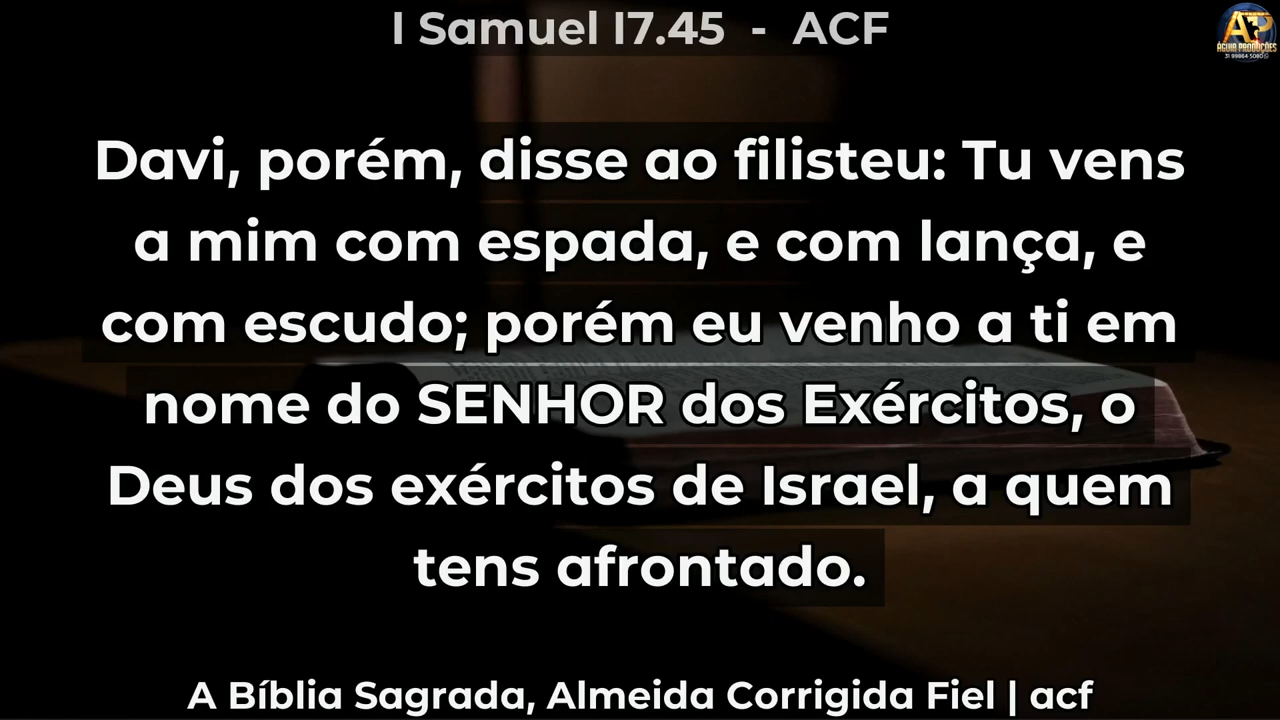 I Samuel I7.45 - ACF
Davi, porém, disse ao filisteu: Tu vens
a mim com espada, e com lança, e
com escudo; porém eu venho a ti em
nome do SENHOR dos Exércitos, o
Deus dos exércitos de Israel, a quem
tens afrontado.
A Bíblia Sagrada, Almeida Corrigida Fiel | acf
ÁGUIA PRODUÇÕES